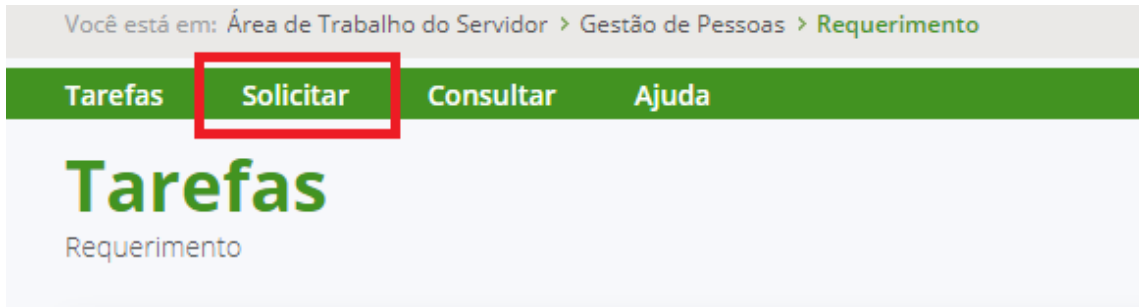 Você está em: Área de Trabalho do Servidor > Gestão de Pessoas > Requerimento
Tarefas Solicitar Consultar Ajuda
Tarefas
Requerimento